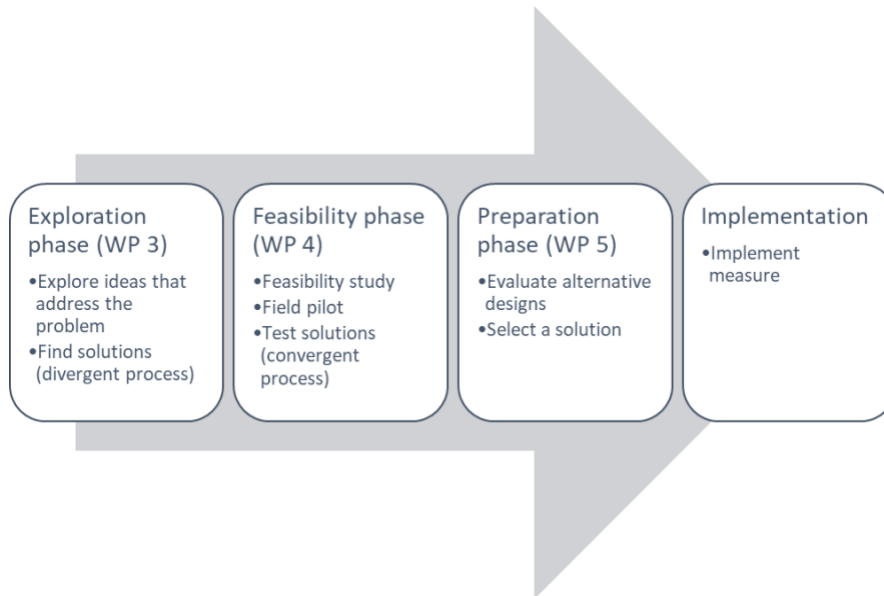 Exploration
phase (WP 3)
•Explore ideas that
address the
problem
•Find solutions
(divergent process)
Feasibility phase
(WP 4)
•Feasibility study
•Field pilot
•Test solutions
(convergent
process)
Preparation
phase (WP 5)
•Evaluate alternative
designs
•Select a solution
Implementation
•Implement
measure